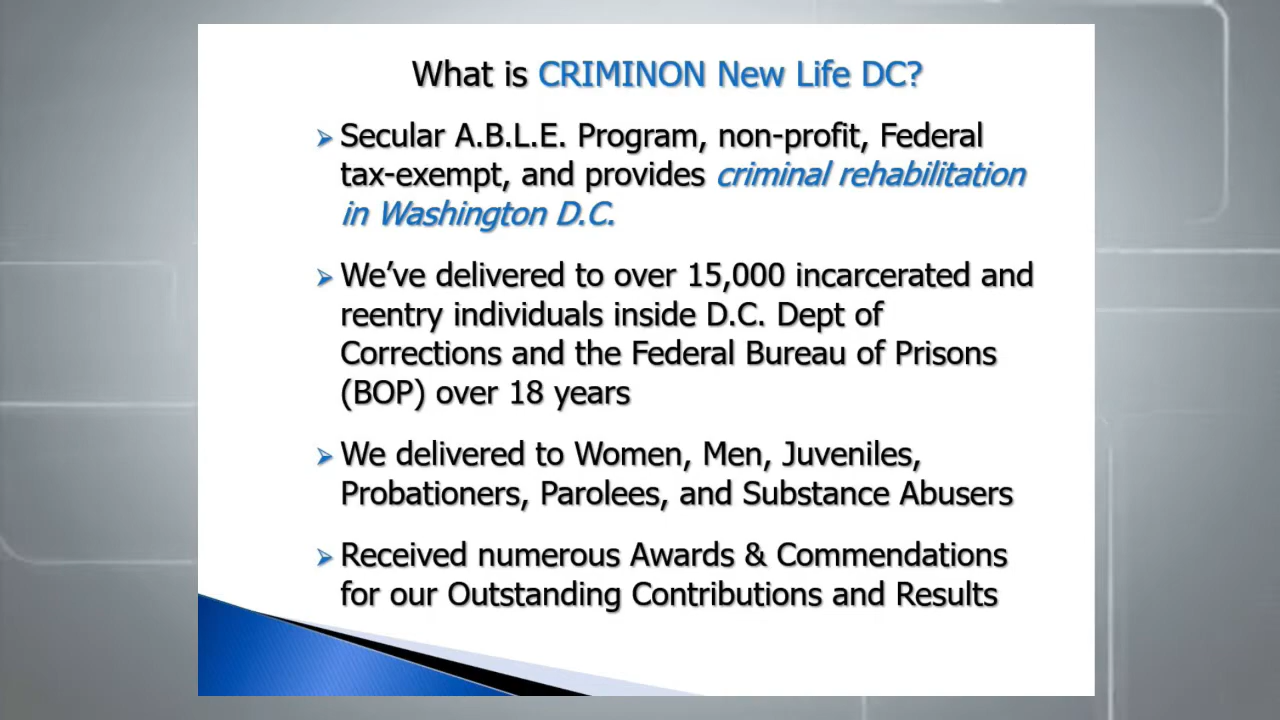 What is CRIMINON New Life DC?
Secular A.B.L.E. Program, non-profit, Federal
tax-exempt, and provides criminal rehabilitation
in Washington D.C.
We’ve delivered to over 15,000 incarcerated and
reentry individuals inside D.C. Dept of
Corrections and the Federal Bureau of Prisons
(BOP) over 18 years
We delivered to Women, Men, Juveniles,
Probationers, Parolees, and Substance Abusers
Received numerous Awards & Commendations
for our Outstanding Contributions and Results